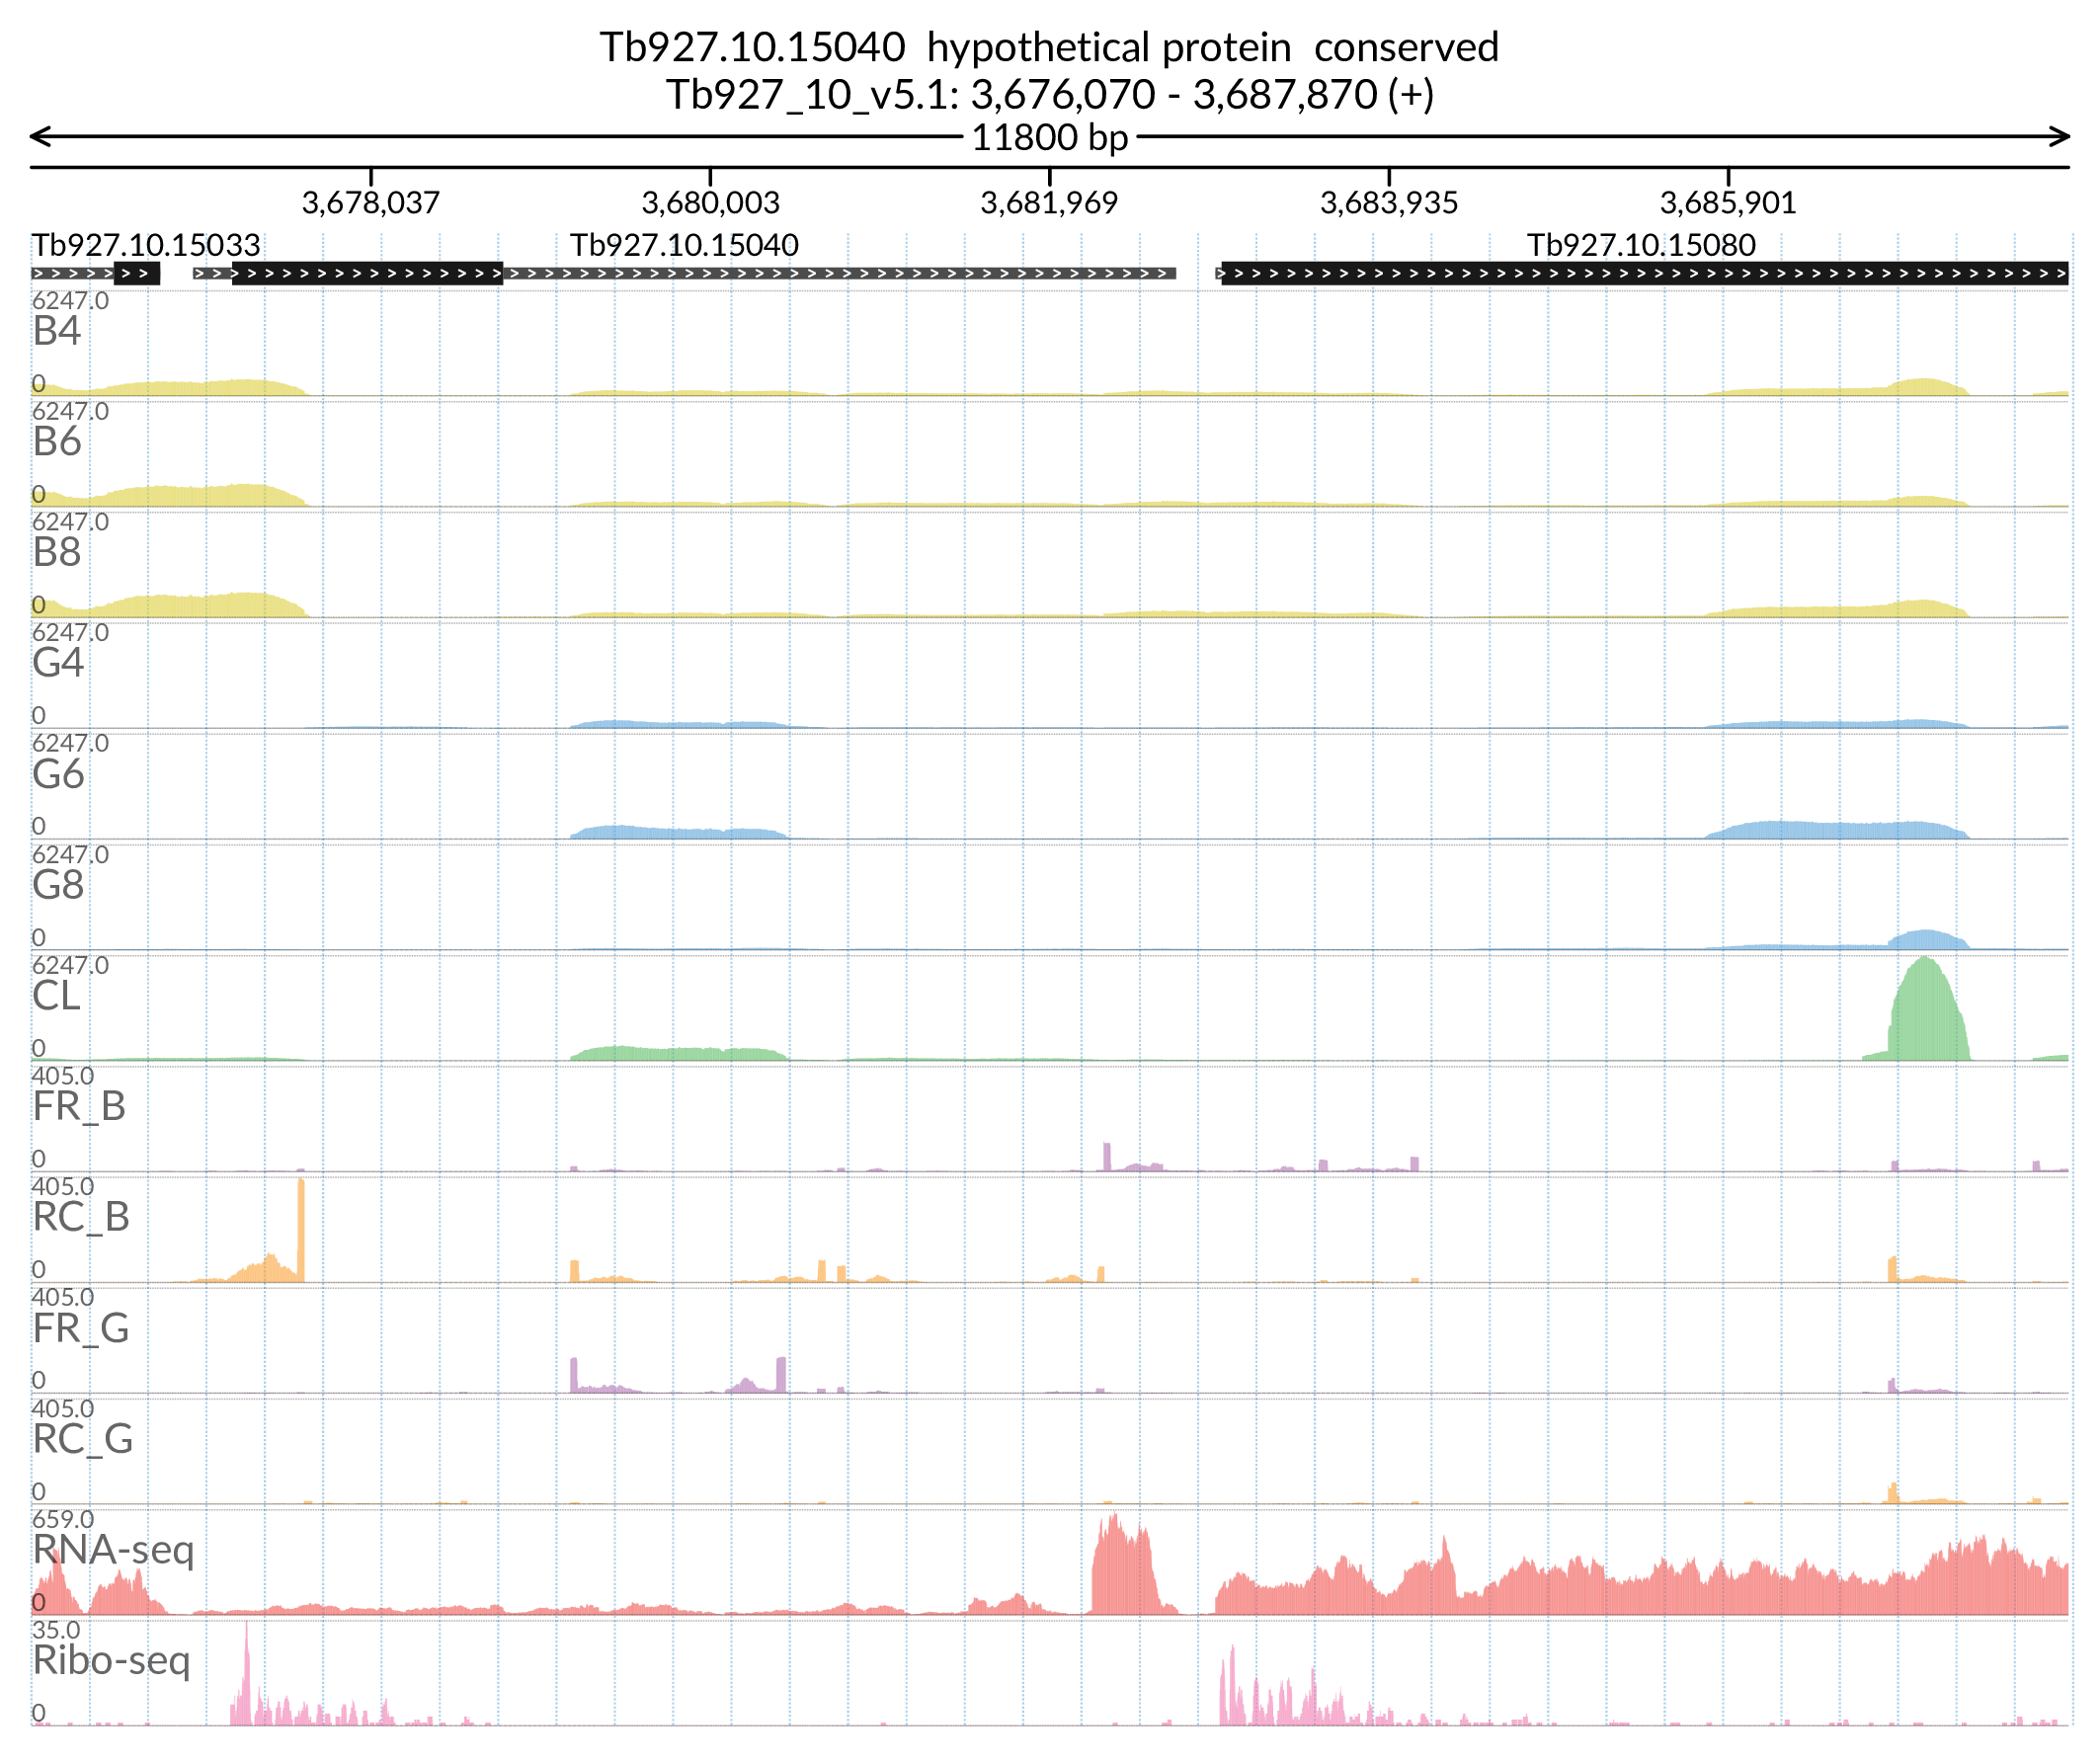 Tb927.10.15040  hypothetical protein  conserved
Tb927_10_v5.1: 3,676,070 - 3,687,870 (+)
11800 bp
3,678,037 3,680,003 3,681,969 3,683,935 3,685,901
Tb927.10.15033 Tb927.10.15040 Tb927.10.15080
6247.0
B4
0
6247.0
B6
0
6247.0
B8
0
6247.0
G4
0
6247.0
G6
0
6247.0
G8
0
6247.0
CL
0
405.0
FR_B
0
405.0
RC_B
0
405.0
FR_G
0
405.0
RC_G
0
659.0
RNA-seq
0
35.0
Ribo-seq
0